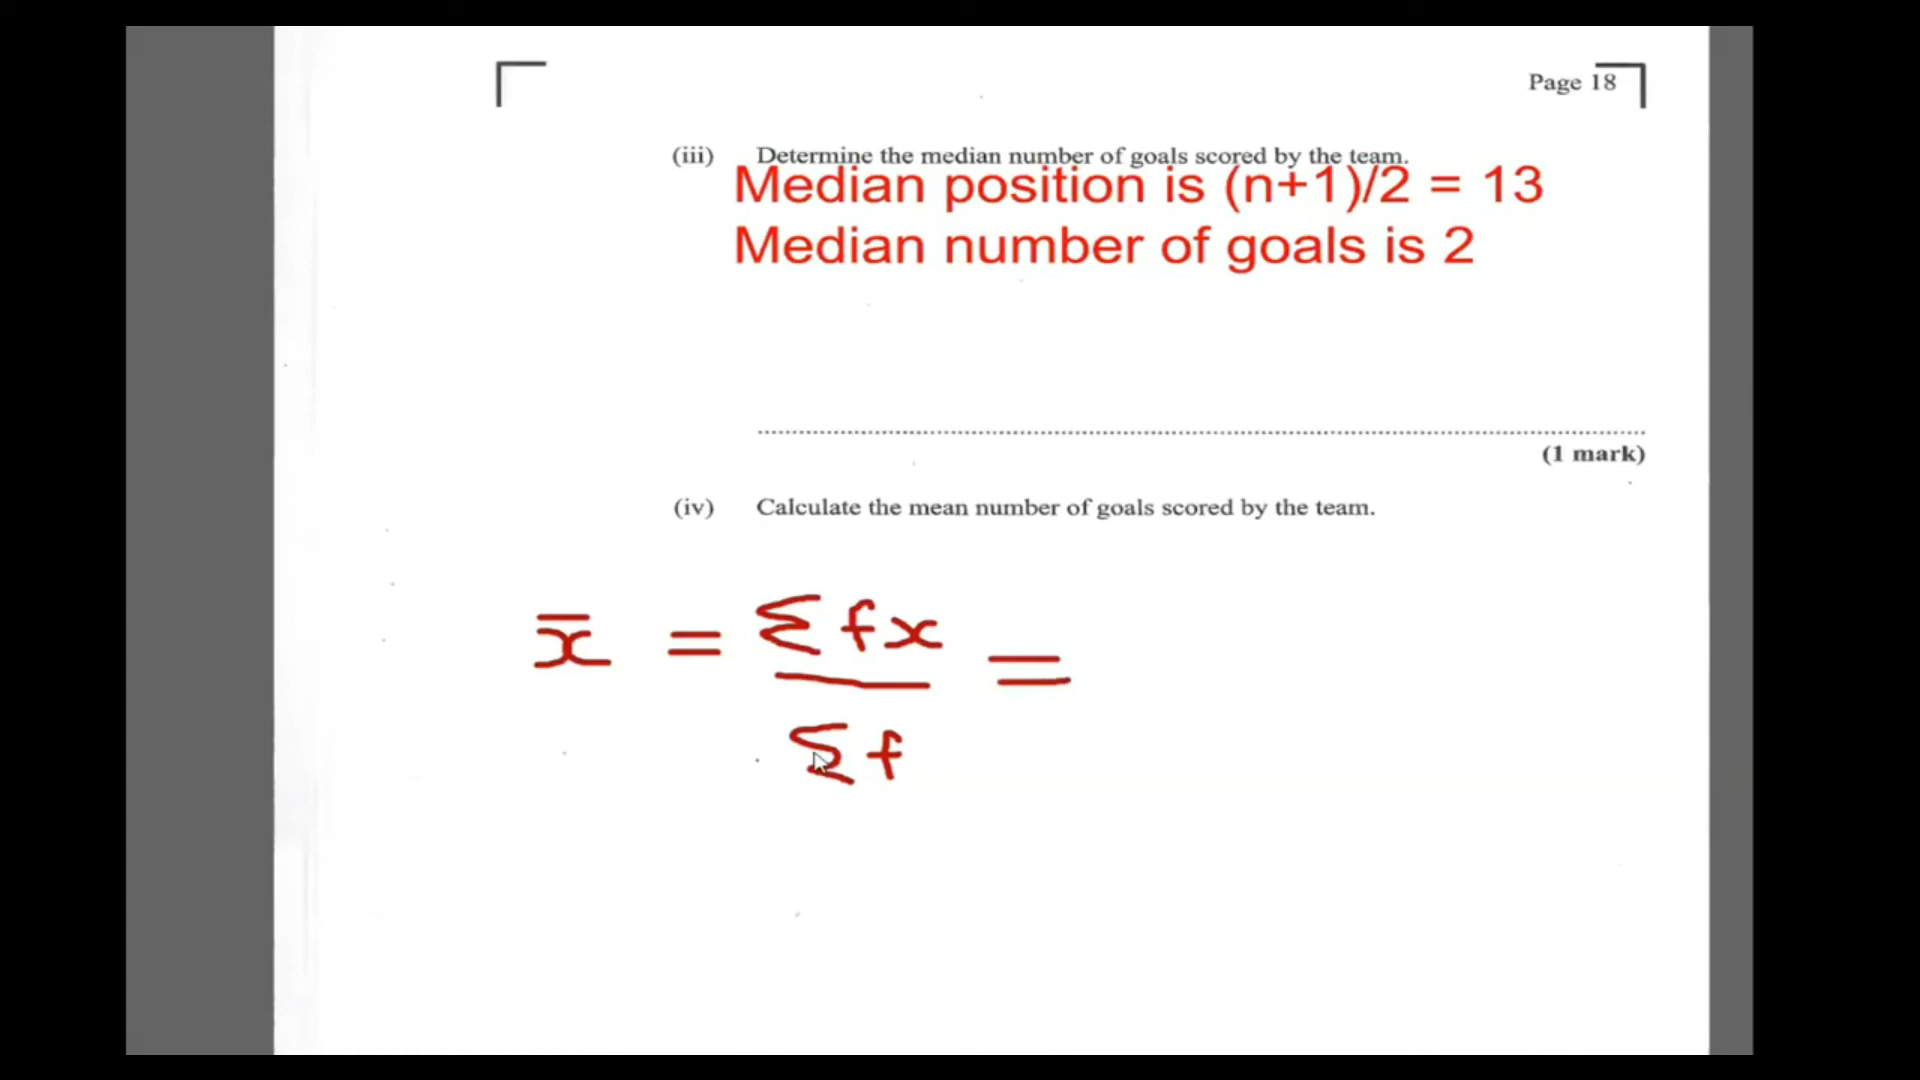 Page 18
(iii) Determine the median number of goals scored by the team.
Median position is (n+1)/2 = 13
Median number of goals is 2
(1 mark)
(iv) Calculate the mean number of goals scored by the team.
x̄ = Σfx =
Σf